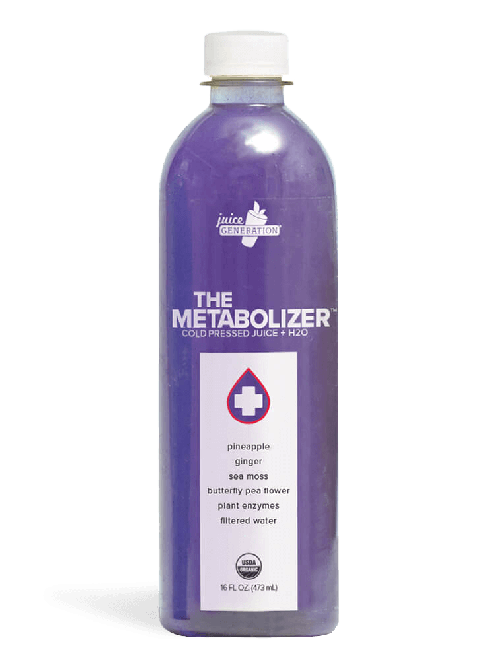 juice
GENERATION
THE
METABOLIZER™
COLD PRESSED JUICE + H2O
pineapple
ginger
sea moss
butterfly pea flower
plant enzymes
filtered water
USDA
ORGANIC
16 FL OZ. (473 mL)